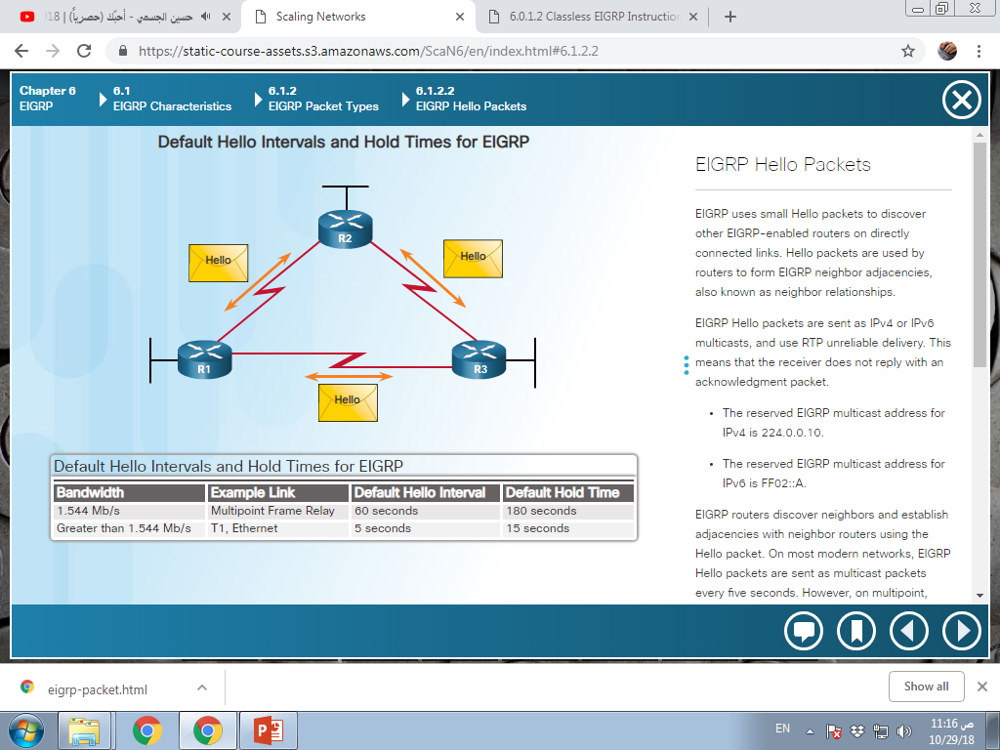 018 | (حصرياً) حسين الجسمي - أحبّك
Scaling Networks
6.0.1.2 Classless EIGRP Instructio
https://static-course-assets.s3.amazonaws.com/ScaN6/en/index.html#6.1.2.2
Chapter 6
EIGRP
6.1
EIGRP Characteristics
6.1.2
EIGRP Packet Types
6.1.2.2
EIGRP Hello Packets
Default Hello Intervals and Hold Times for EIGRP
R2
Hello
Hello
R1
R3
Hello
Default Hello Intervals and Hold Times for EIGRP
Bandwidth Example Link Default Hello Interval Default Hold Time
1.544 Mb/s Multipoint Frame Relay 60 seconds 180 seconds
Greater than 1.544 Mb/s T1, Ethernet 5 seconds 15 seconds
EIGRP Hello Packets
EIGRP uses small Hello packets to discover
other EIGRP-enabled routers on directly
connected links. Hello packets are used by
routers to form EIGRP neighbor adjacencies,
also known as neighbor relationships.
EIGRP Hello packets are sent as IPv4 or IPv6
multicasts, and use RTP unreliable delivery. This
means that the receiver does not reply with an
acknowledgment packet.
• The reserved EIGRP multicast address for
IPv4 is 224.0.0.10.
• The reserved EIGRP multicast address for
IPv6 is FF02::A.
EIGRP routers discover neighbors and establish
adjacencies with neighbor routers using the
Hello packet. On most modern networks, EIGRP
Hello packets are sent as multicast packets
every five seconds. However, on multipoint,
eigrp-packet.html
Show all
EN
11:16 ص
10/29/18